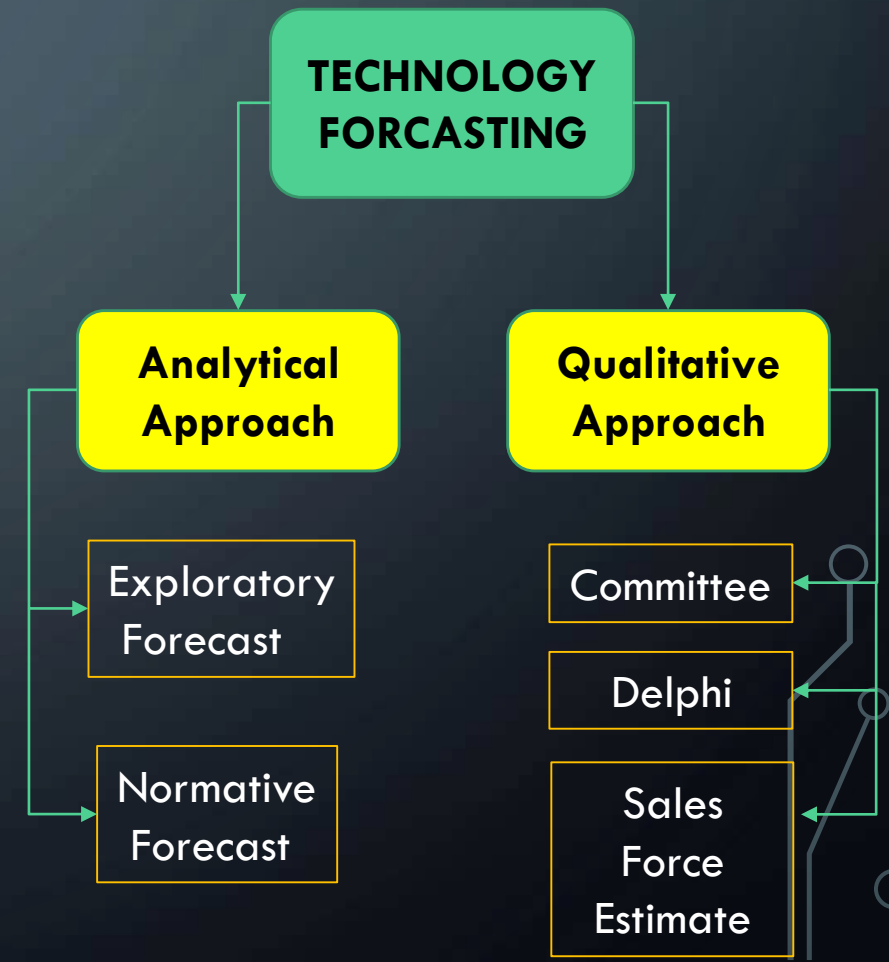 TECHNOLOGY
FORCASTING
Analytical
Approach
Qualitative
Approach
Exploratory
Forecast
Normative
Forecast
Committee
Delphi
Sales
Force
Estimate